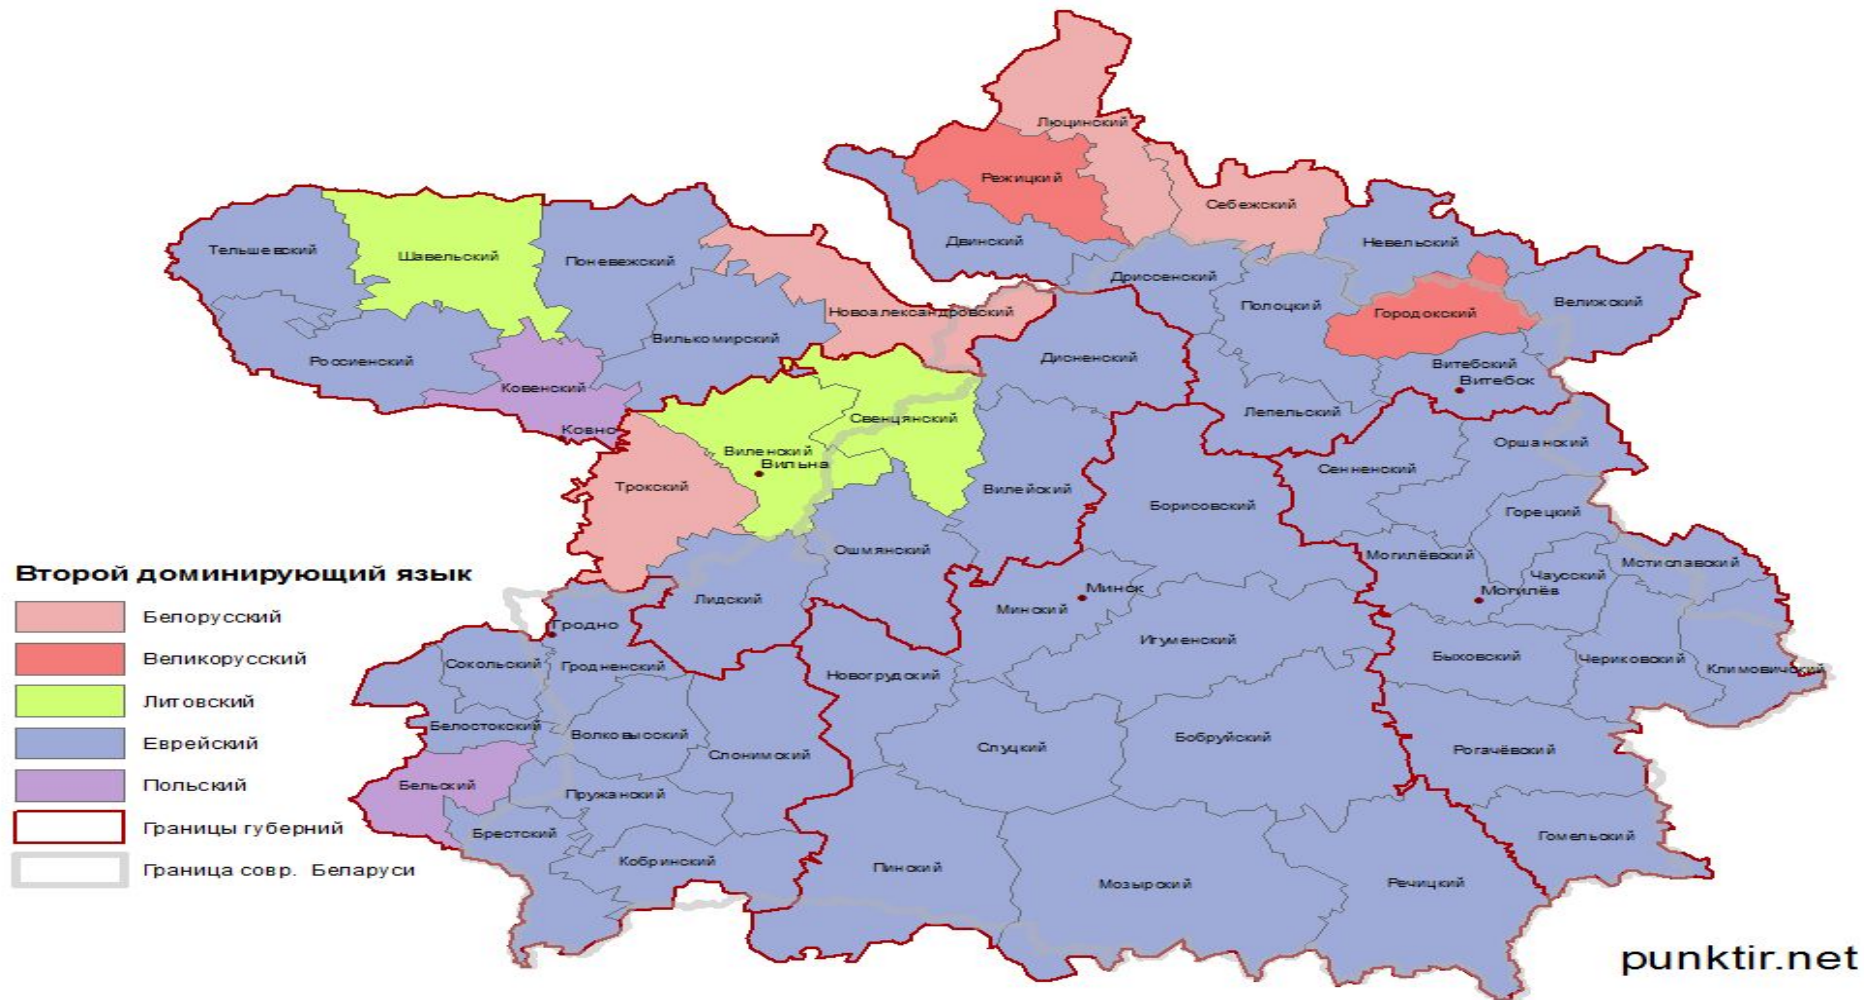 Люцинский
Режицкий
Себежский
Двинский
Невельский
Тельшевский
Шавельский
Поневежский
Дриссенский
Полоцкий
Велижский
Городокский
Новоалександровский
Вилькомирский
Дисненский
Россиенский
Ковенский
Витебский
Витебск
Лепельский
Свенцянский
Ковно
Оршанский
Виленский
Вильна
Сенненский
Трокский
Вилейский
Борисовский
Горецкий
Ошмянский
Могилёвский
Мстиславский
Чаусский
Второй доминирующий язык
Белорусский
Великорусский
Литовский
Еврейский
Польский
Границы губерний
Граница совр. Беларуси
Лидский
Минск
Минский
Могилёв
Гродно
Игуменский
Сокольский
Гродненский
Новогрудский
Быховский
Чериковский
Климовичский
Белостокский
Волковысский
Слонимский
Слуцкий
Бобруйский
Рогачёвский
Бельский
Пружанский
Брестский
Гомельский
Кобринский
Пинский
Мозырский
Речицкий
punktir.net